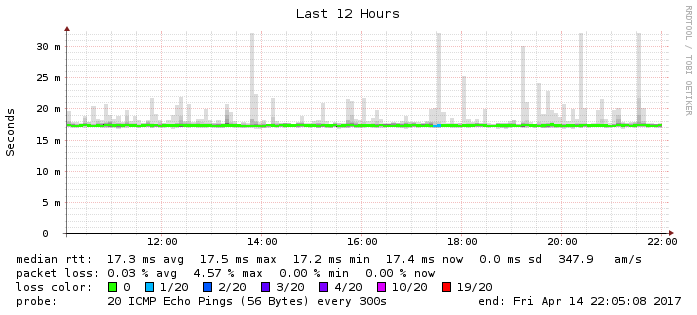 Last 12 Hours
RRDTOOL / TOBI OETIKER
Seconds
30 m
25 m
20 m
15 m
10 m
5 m
0
12:00 14:00 16:00 18:00 20:00 22:00
median rtt: 17.3 ms avg 17.5 ms max 17.2 ms min 17.4 ms now 0.0 ms sd 347.9 am/s
packet loss: 0.03 % avg 4.57 % max 0.00 % min 0.00 % now
loss color: 0 1/20 2/20 3/20 4/20 10/20 19/20
probe: 20 ICMP Echo Pings (56 Bytes) every 300s end: Fri Apr 14 22:05:08 2017